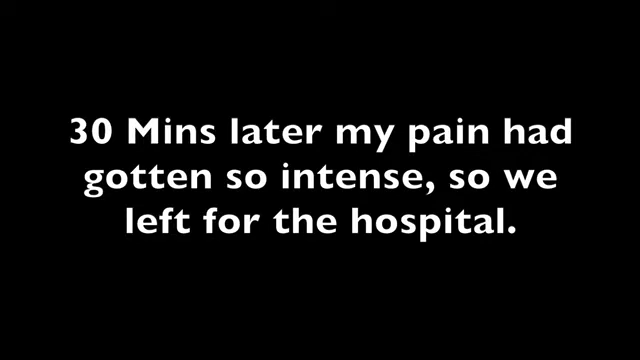 30 Mins later my pain had
gotten so intense, so we
left for the hospital.